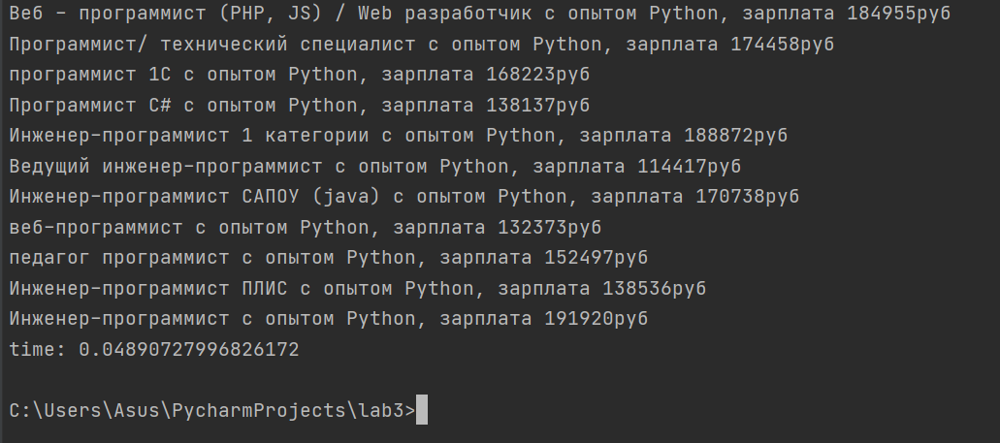 Веб - программист (PHP, JS) / Web разработчик с опытом Python, зарплата 184955руб
Программист/ технический специалист с опытом Python, зарплата 174458руб
программист 1С с опытом Python, зарплата 168223руб
Программист C# с опытом Python, зарплата 138137руб
Инженер-программист 1 категории с опытом Python, зарплата 188872руб
Ведущий инженер-программист с опытом Python, зарплата 114417руб
Инженер-программист САПОУ (java) с опытом Python, зарплата 170738руб
веб-программист с опытом Python, зарплата 132373руб
педагог программист с опытом Python, зарплата 152497руб
Инженер-программист ПЛИС с опытом Python, зарплата 138536руб
Инженер-программист с опытом Python, зарплата 191920руб
time: 0.04890727996826172
C:\Users\Asus\PycharmProjects\lab3>